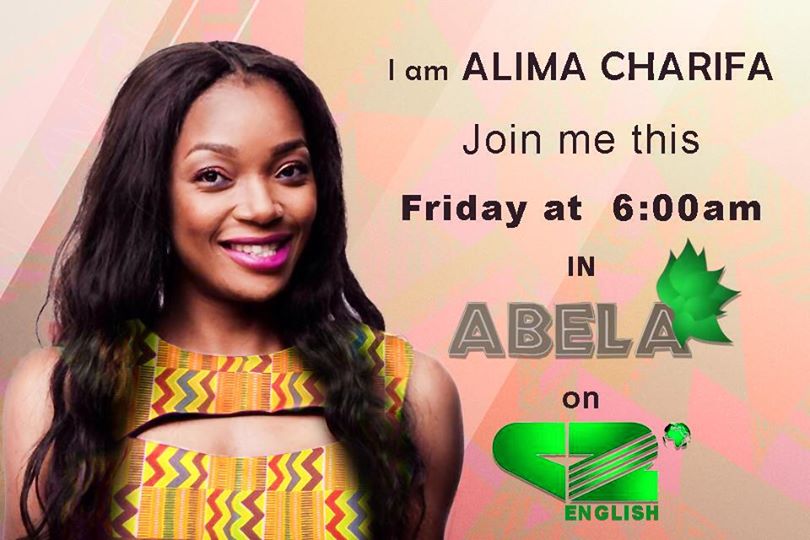 I am ALIMA CHARIFA
Join me this
Friday at 6:00am
IN
ABELA
on
ENGLISH